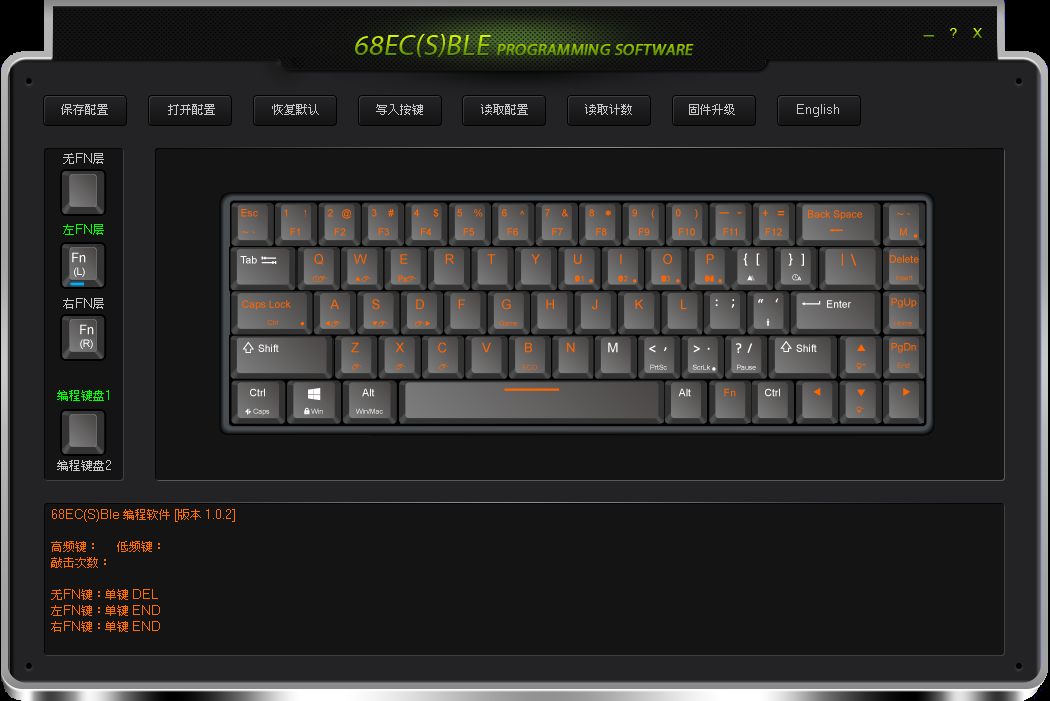 68EC(S)BLE PROGRAMMING SOFTWARE
— ? X
保存配置 打开配置 恢复默认 写入按键 读取配置 读取计数 固件升级 English
无FN层
左FN层
Fn
(L)
右FN层
Fn
(R)
编程键盘1
编程键盘2
Esc 1 ! 2 @ 3 # 4 $ 5 % 6 ^ 7 & 8 * 9 ( 0 ) — - + = Back Space ~ -
~ - F1 F2 F3 F4 F5 F6 F7 F8 F9 F10 F11 F12 — M
Tab Q W E R T Y U I O P { [ } ] | \ Delete
Caps Lock A S D F G H J K L : ; “ ‘ Enter PgUp
Ctrl Home
Shift Z X C V B N M < , > . ? / Shift PgDn
PrtSc ScrLk Pause End
Ctrl Alt Alt Fn Ctrl
Caps Win Win/Mac
68EC(S)Ble 编程软件 [版本 1.0.2]
高频键： 低频键：
敲击次数：
无FN键：单键 DEL
左FN键：单键 END
右FN键：单键 END